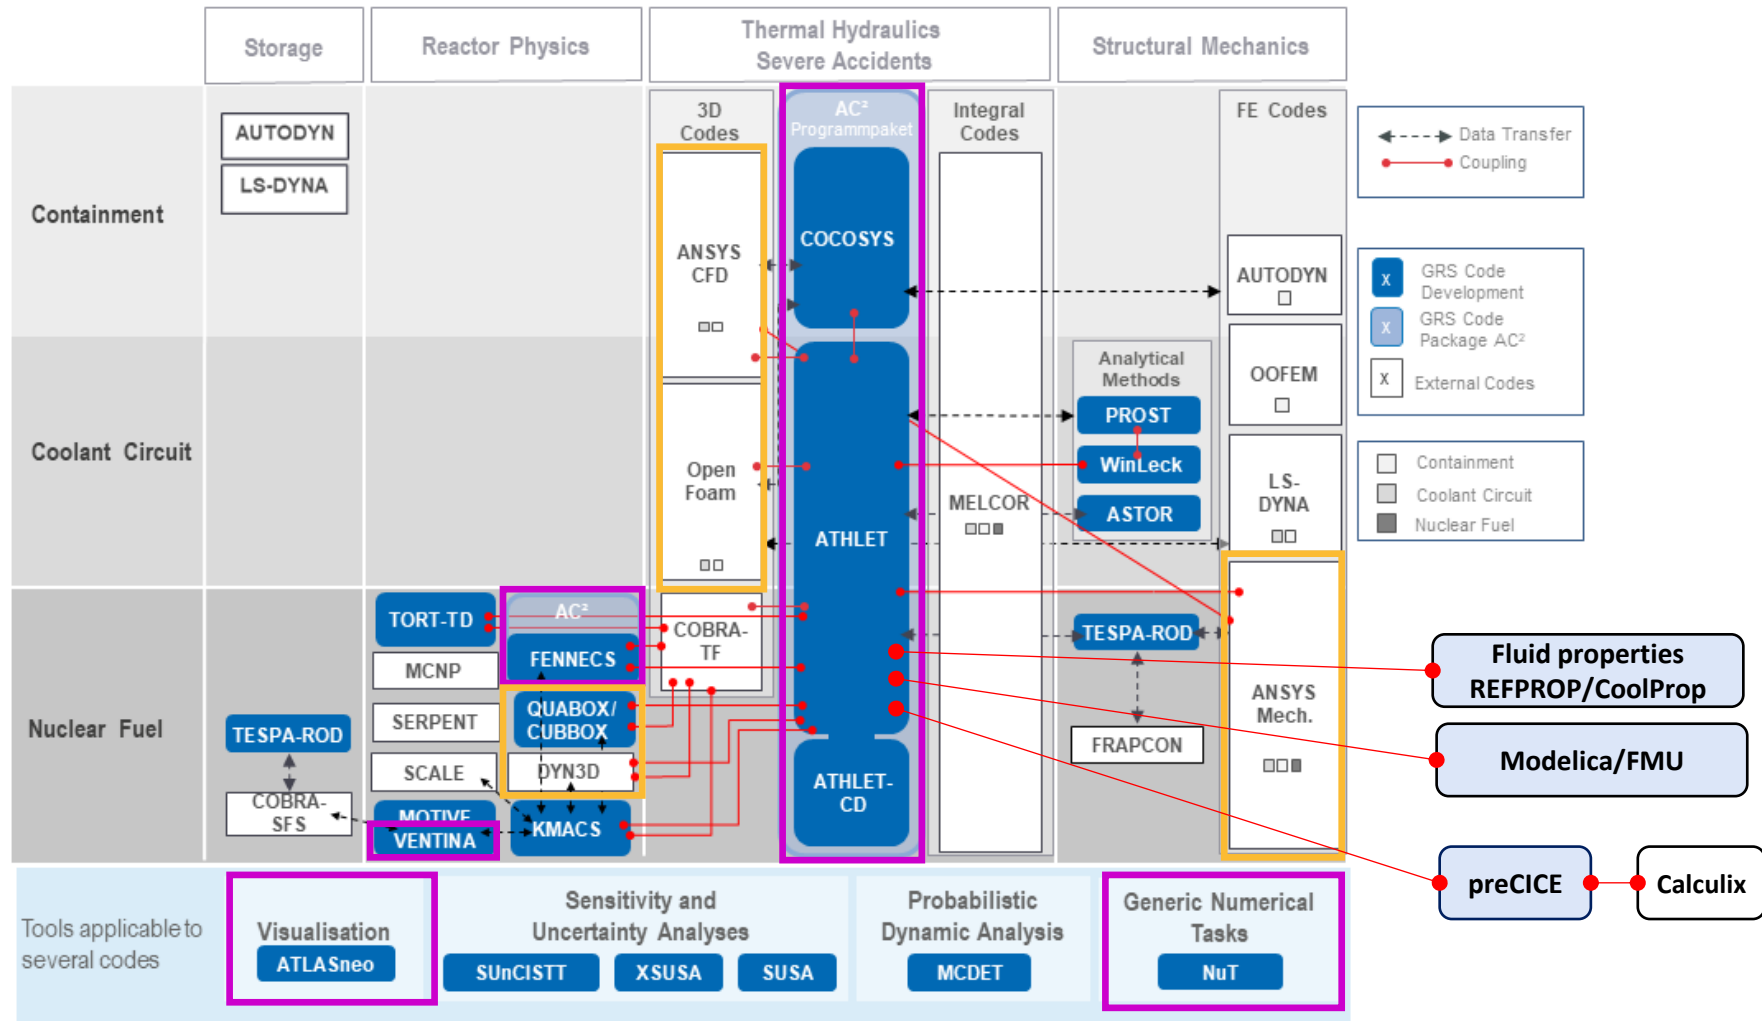 Storage
Reactor Physics
Thermal Hydraulics
Severe Accidents
Structural Mechanics
Containment
Coolant Circuit
Nuclear Fuel
AUTODYN
LS-DYNA
TESPA-ROD
COBRA-
SFS
TORT-TD
MCNP
SERPENT
SCALE
MOTIVE
VENTINA
AC²
FENNECS
QUABOX/
CUBBOX
DYN3D
KMACS
3D
Codes
ANSYS
CFD
Open
Foam
COBRA-
TF
AC²
Programmpaket
COCOSYS
ATHLET
ATHLET-
CD
Integral
Codes
MELCOR
Analytical
Methods
PROST
WinLeck
ASTOR
TESPA-ROD
FRAPCON
FE Codes
AUTODYN
OOFEM
LS-
DYNA
ANSYS
Mech.
Data Transfer
Coupling
X
GRS Code
Development
X
GRS Code
Package AC²
X
External Codes
Containment
Coolant Circuit
Nuclear Fuel
Fluid properties
REFPROP/CoolProp
Modelica/FMU
preCICE
Calculix
Tools applicable to
several codes
Visualisation
ATLASneo
Sensitivity and
Uncertainty Analyses
SUnCISTT
XSUSA
SUSA
Probabilistic
Dynamic Analysis
MCDET
Generic Numerical
Tasks
NuT